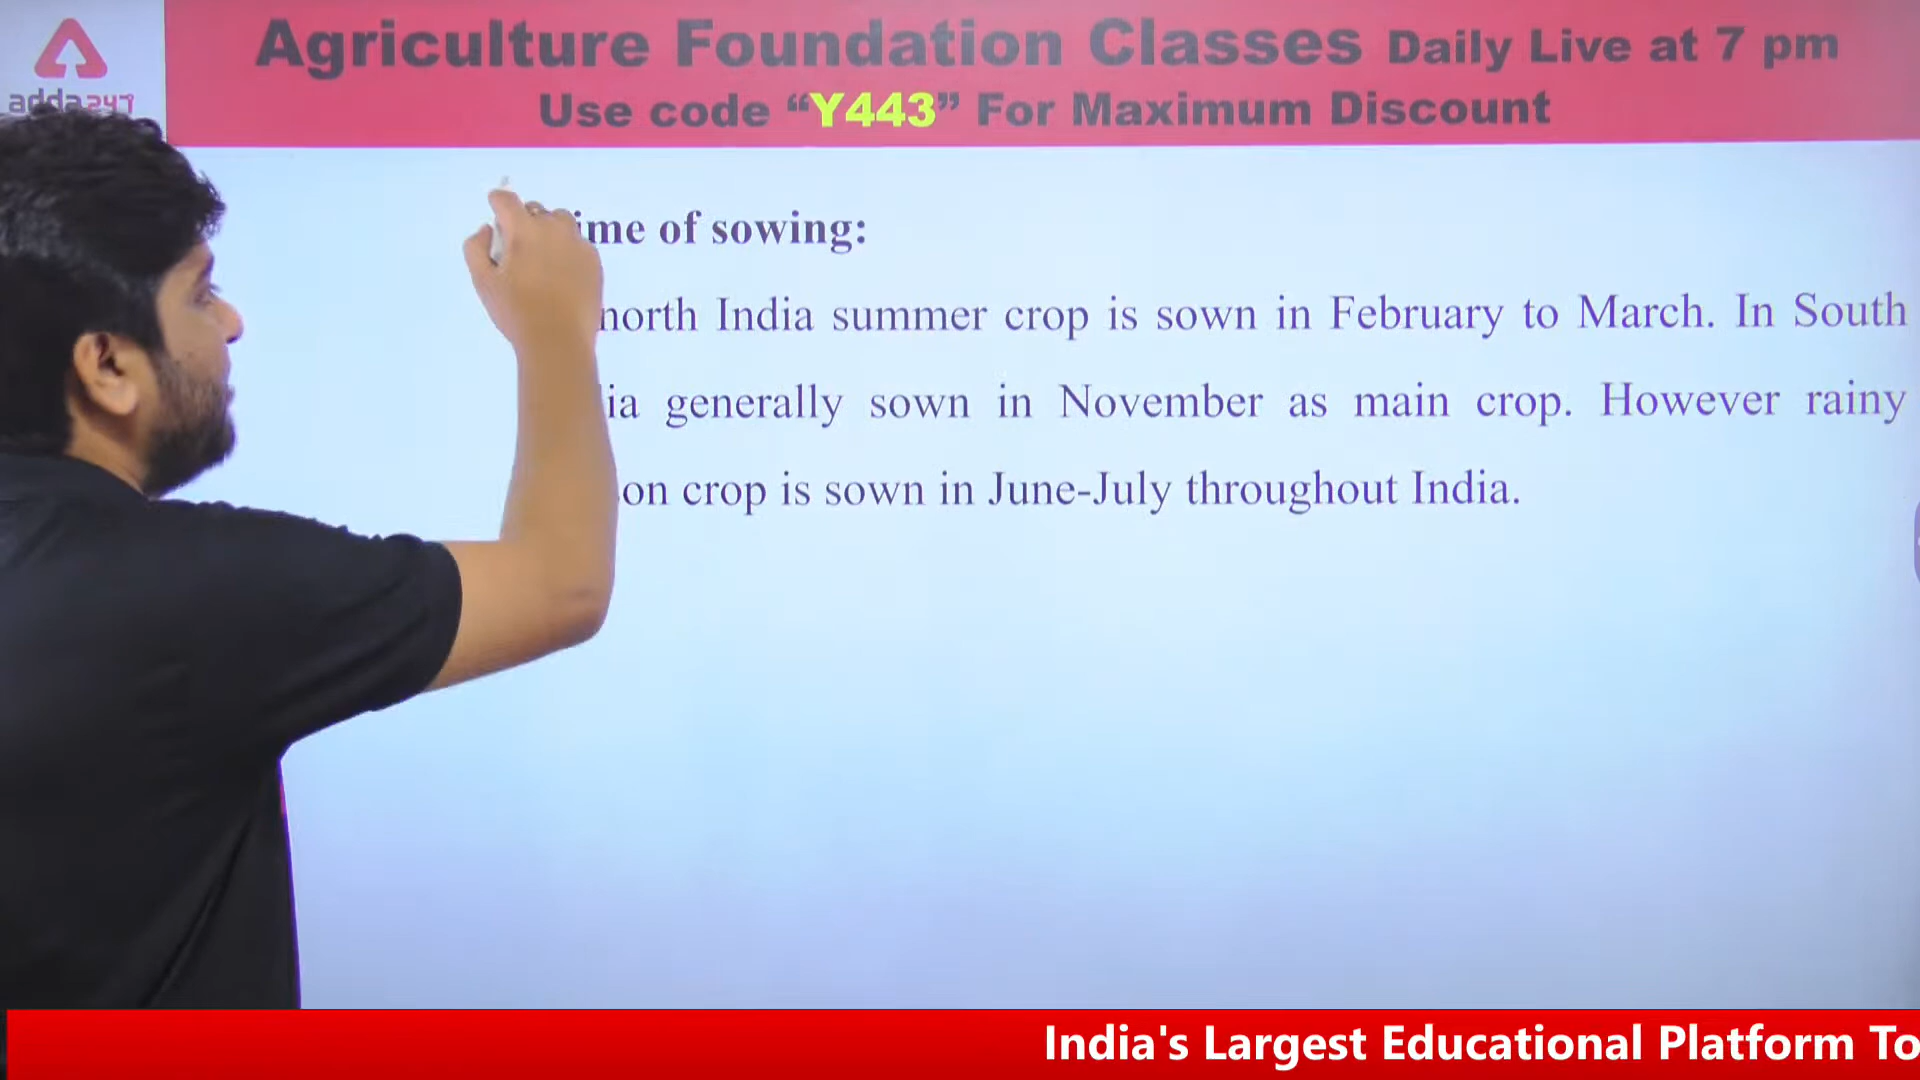 Agriculture Foundation Classes Daily Live at 7 pm
adda247
Use code “Y443” For Maximum Discount
ime of sowing:
north India summer crop is sown in February to March. In South
ia generally sown in November as main crop. However rainy
on crop is sown in June-July throughout India.
India's Largest Educational Platform To